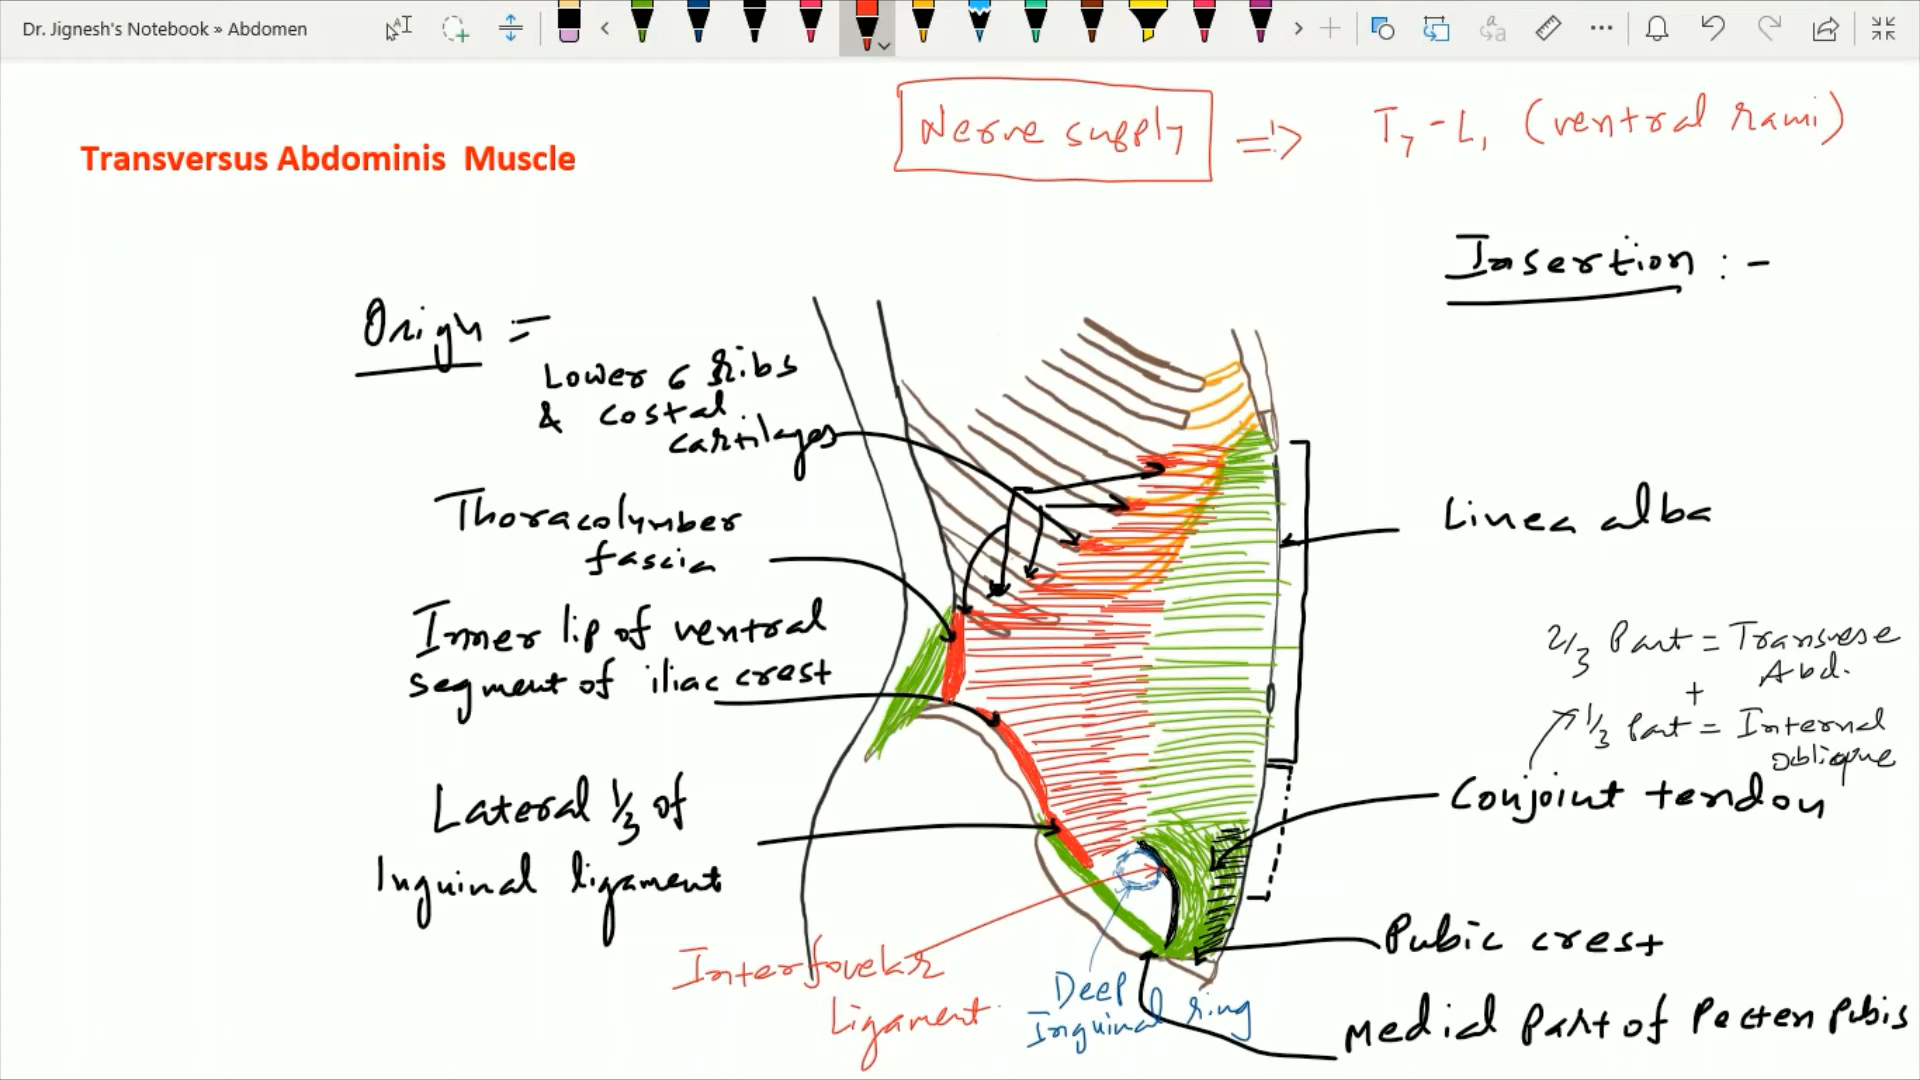 Dr. Jignesh's Notebook » Abdomen
Nerve supply => T7 - L1 (ventral rami)
Transversus Abdominis Muscle
Insertion :-
Origin =
Lower 6 Ribs
& costal
cartilages
Thoracolymber
fascia
Inner lip of ventral
segment of iliac crest
Lateral 1/3 of
Inguinal ligament
Linea alba
2/3 Part = Transvese
Abd.
+
1/3 Part = Internal
oblique
Conjoint tendon
Pubic crest
Medial Part of Pecten Pubis
Interfovelar
Ligament
Deep
Inguinal ring